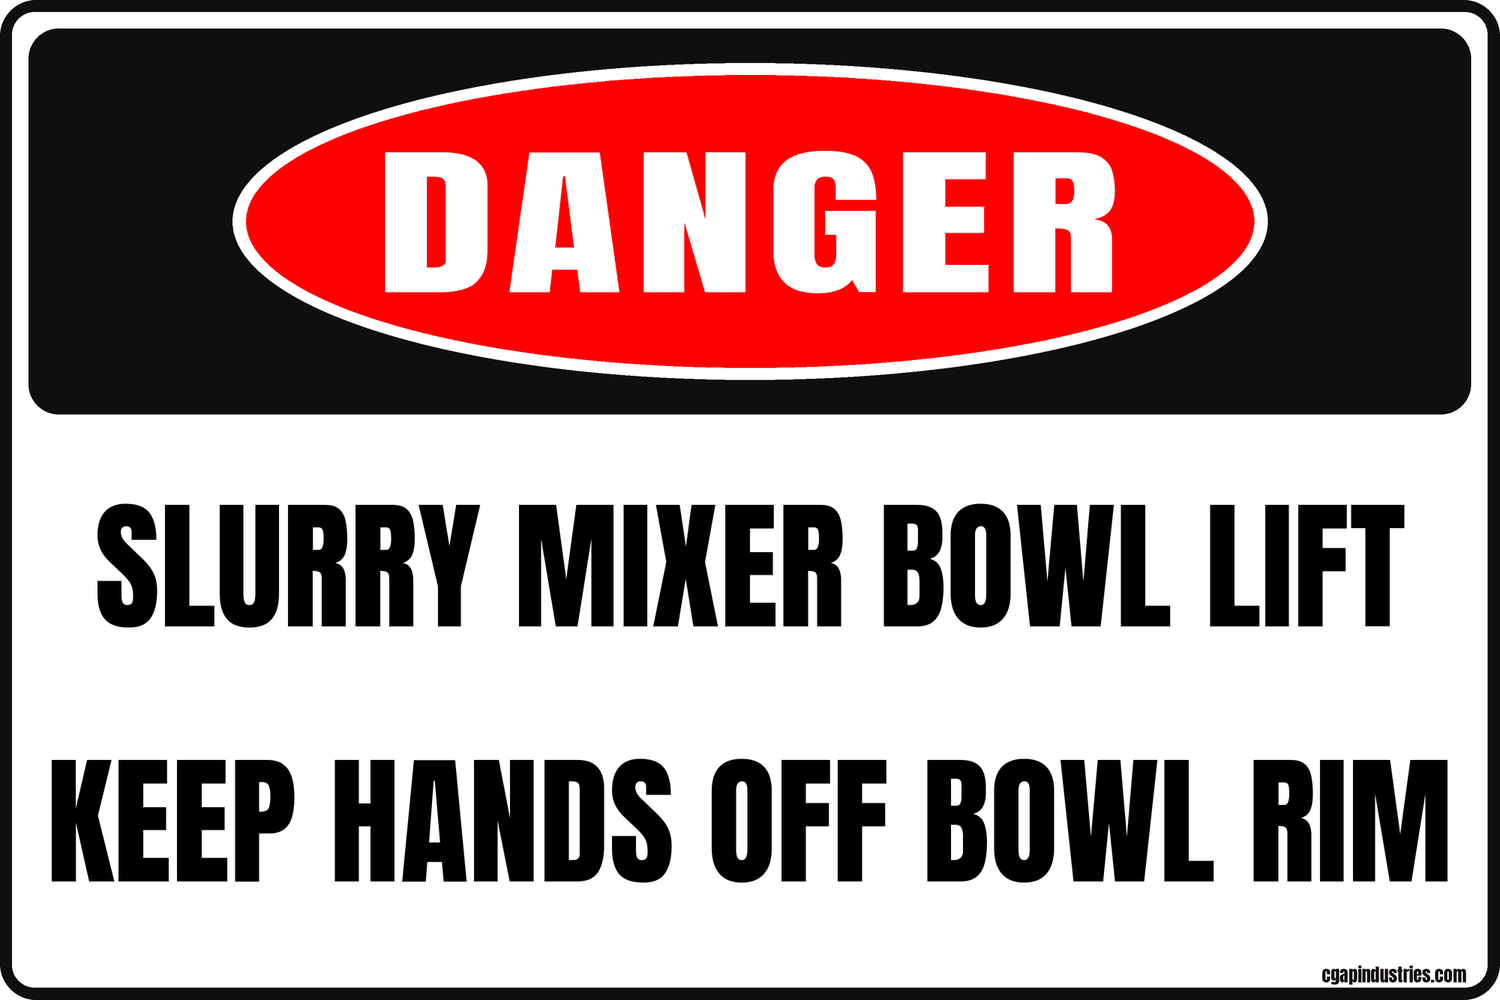 DANGER
SLURRY MIXER BOWL LIFT
KEEP HANDS OFF BOWL RIM
cgapindustries.com